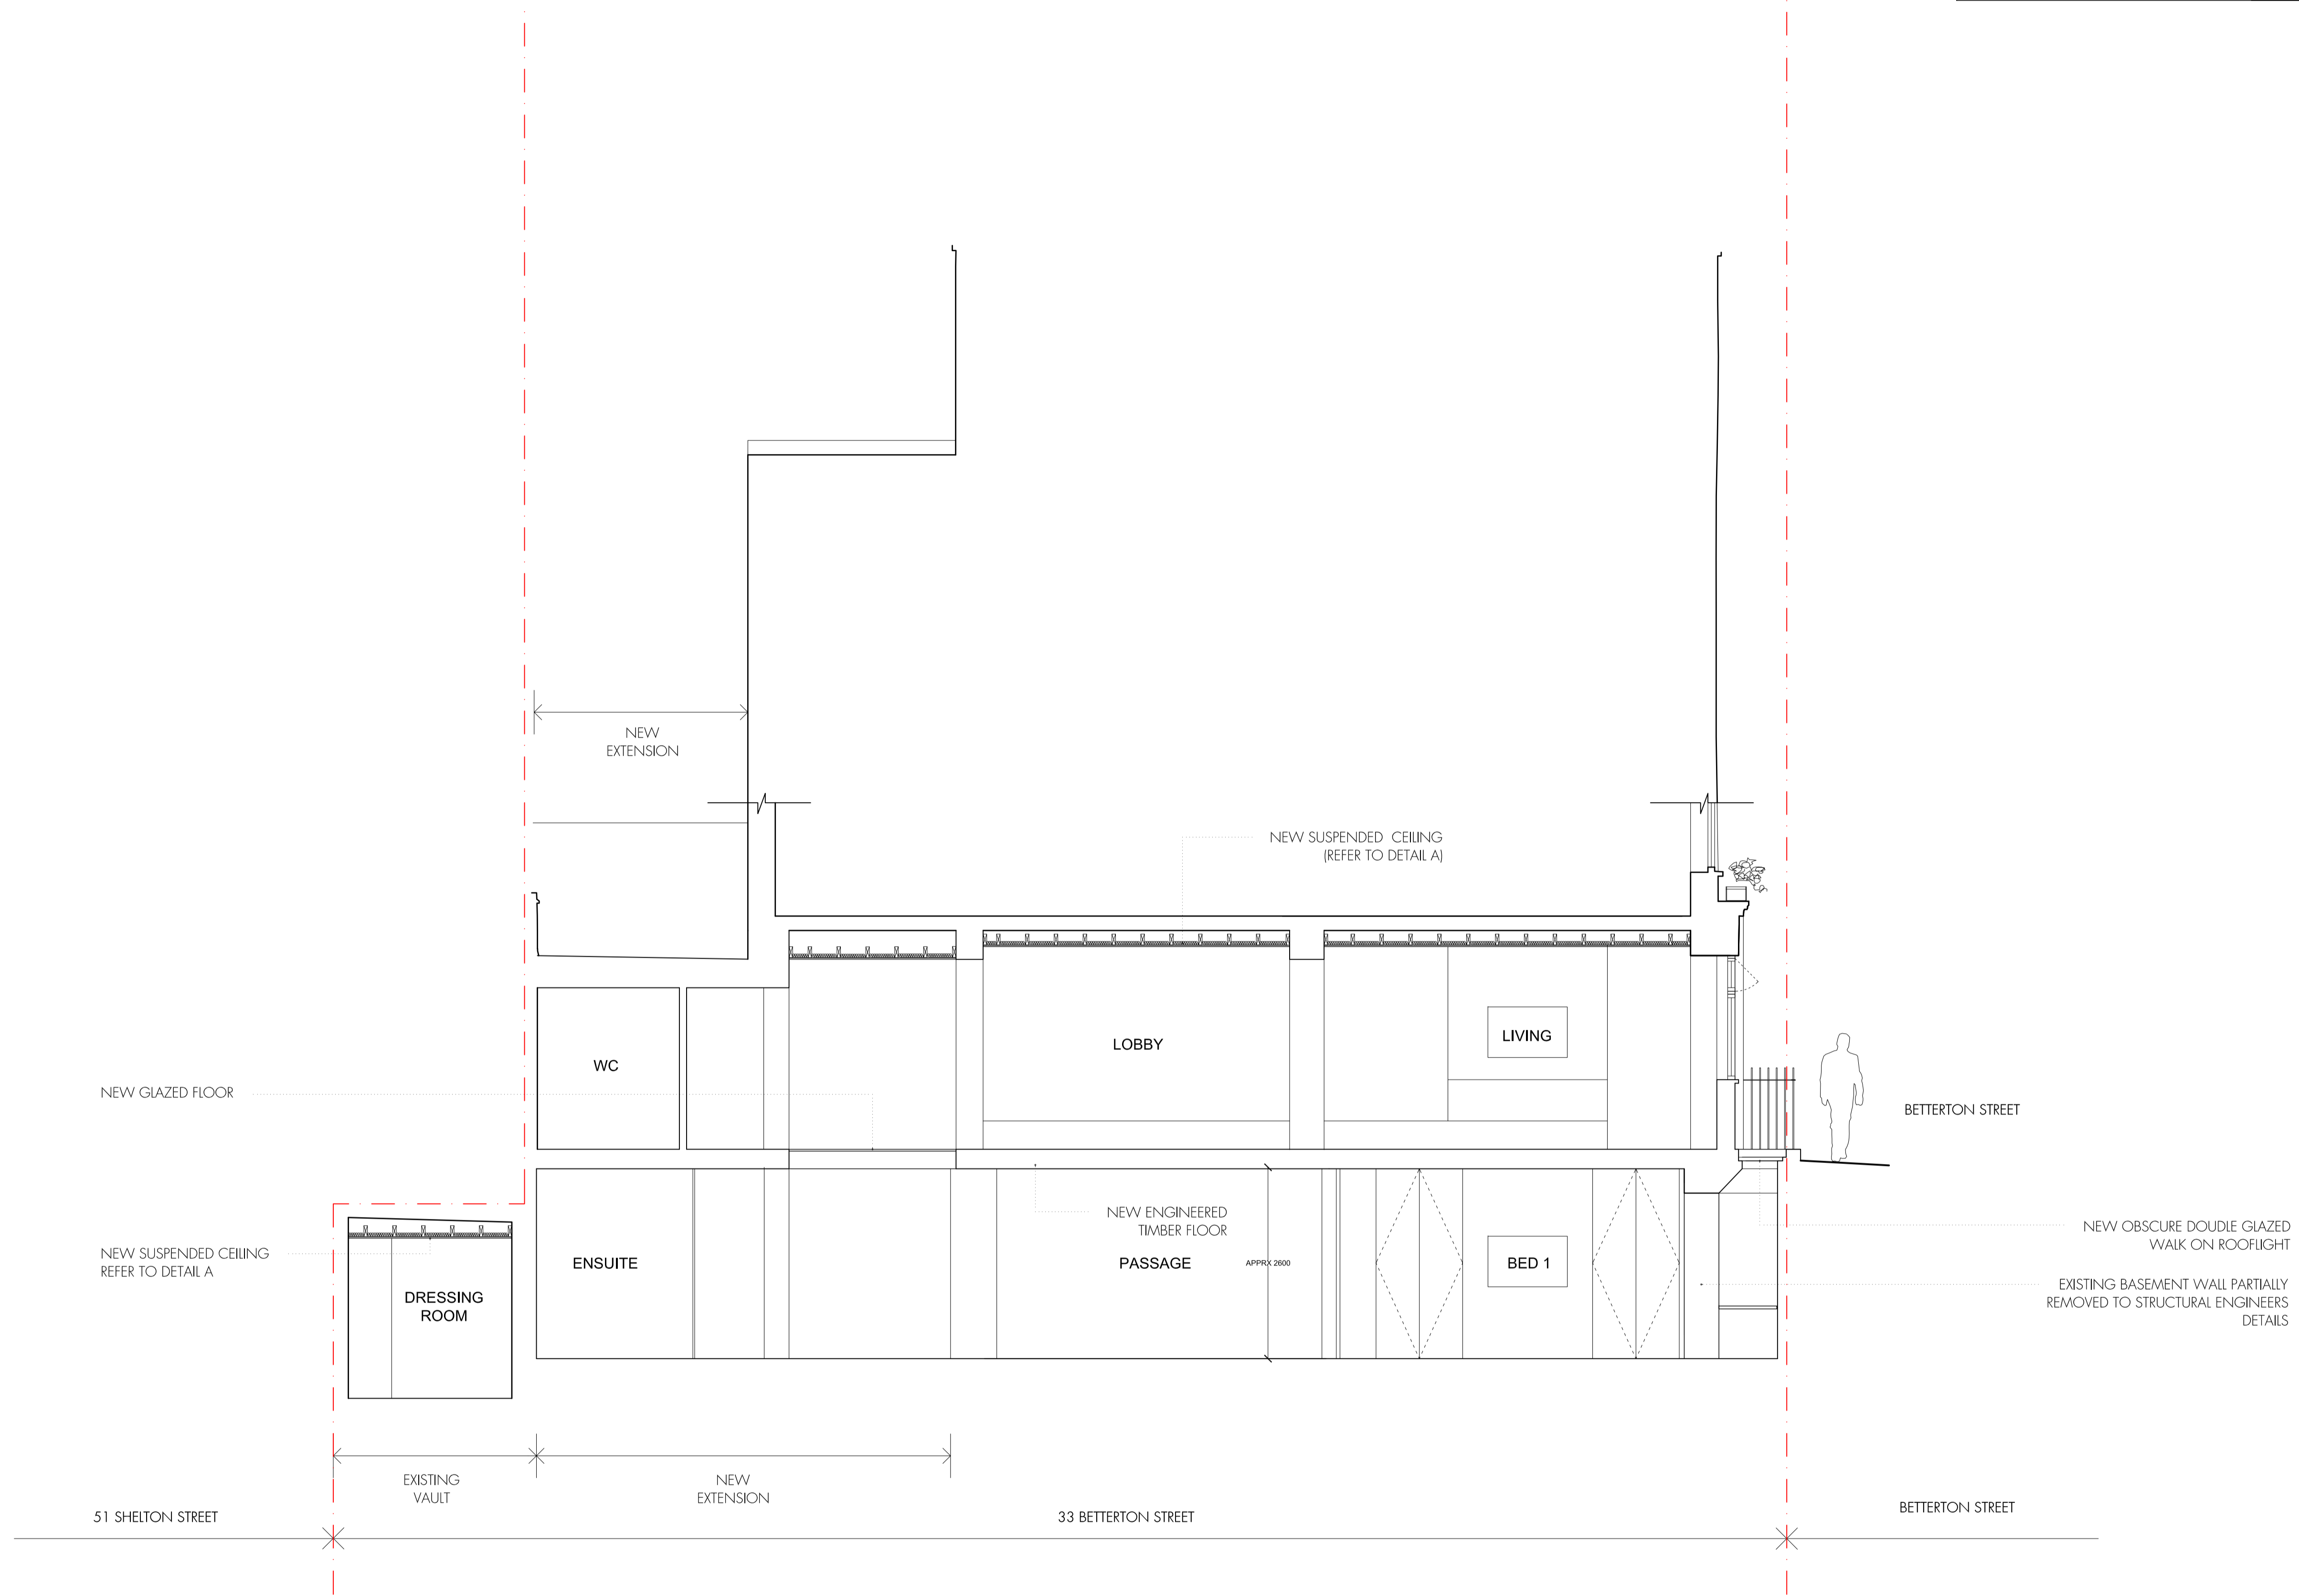 NEW
EXTENSION
NEW SUSPENDED CEILING
(REFER TO DETAIL A)
LOBBY
LIVING
WC
NEW GLAZED FLOOR
BETTERTON STREET
NEW ENGINEERED
TIMBER FLOOR
NEW OBSCURE DOUDLE GLAZED
WALK ON ROOFLIGHT
NEW SUSPENDED CEILING
REFER TO DETAIL A
ENSUITE
PASSAGE
APPRX 2600
BED 1
DRESSING
ROOM
EXISTING BASEMENT WALL PARTIALLY
REMOVED TO STRUCTURAL ENGINEERS
DETAILS
EXISTING
VAULT
NEW
EXTENSION
51 SHELTON STREET
33 BETTERTON STREET
BETTERTON STREET